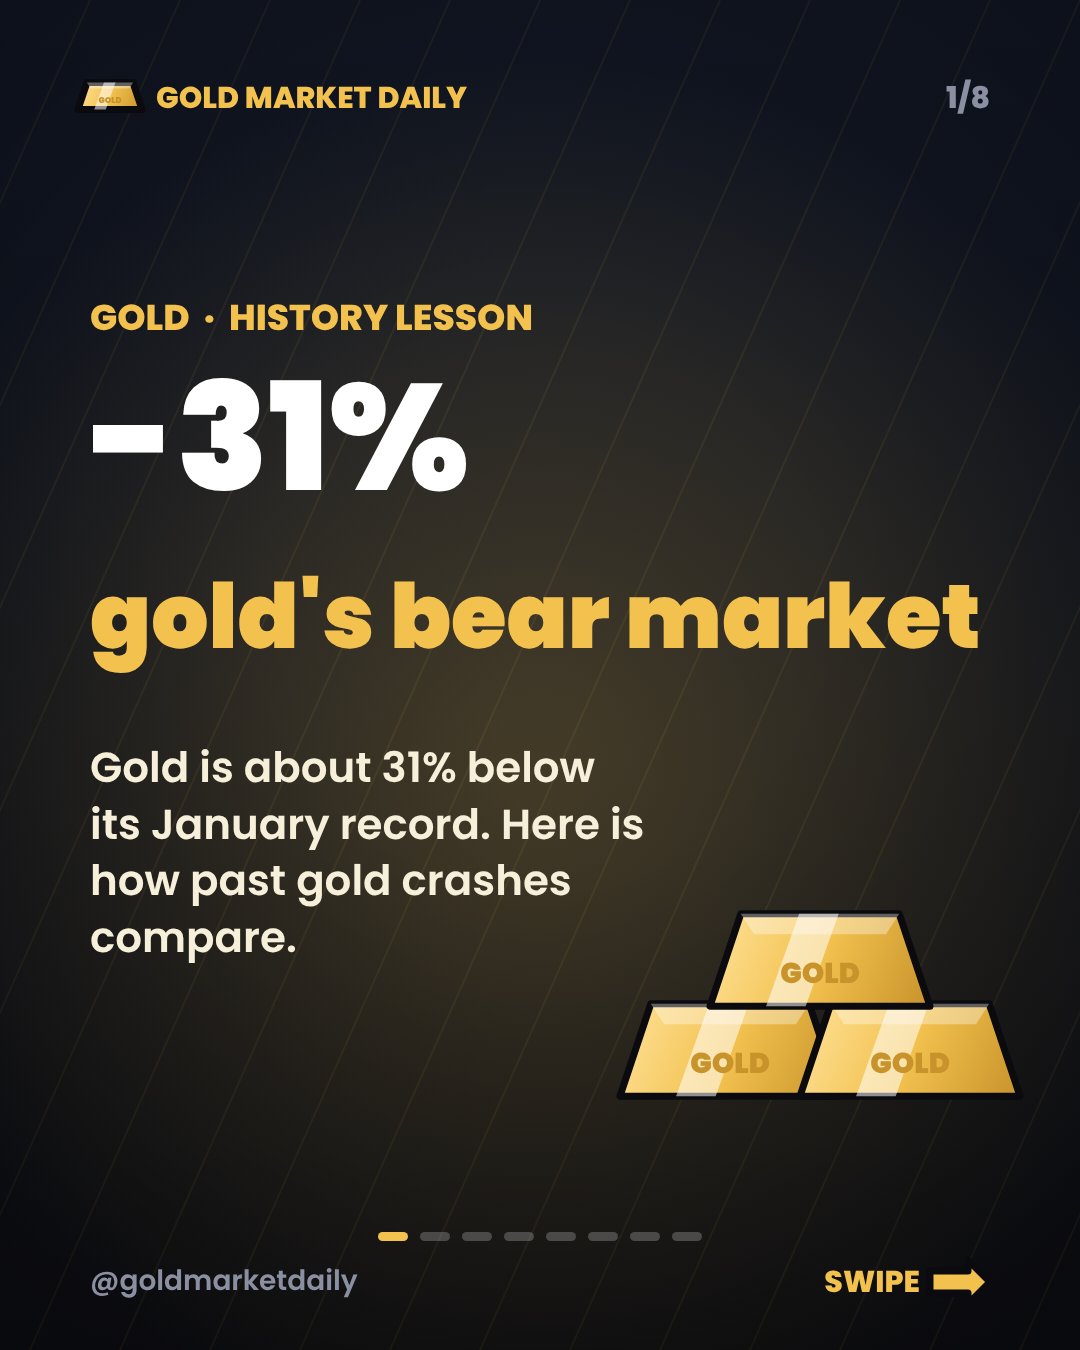 GOLD
GOLD MARKET DAILY
1/8
GOLD · HISTORY LESSON
-31%
gold's bear market
Gold is about 31% below
its January record. Here is
how past gold crashes
compare.
GOLD
GOLD
GOLD
@goldmarketdaily
SWIPE